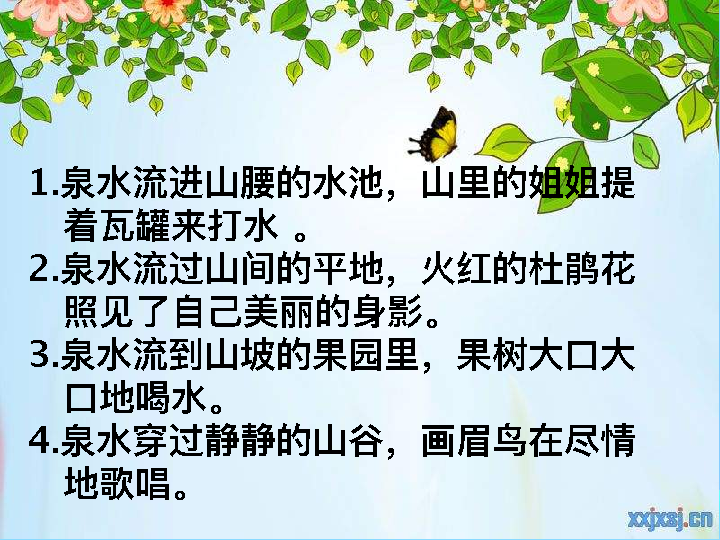 1.泉水流进山腰的水池，山里的姐姐提
着瓦罐来打水 。
2.泉水流过山间的平地，火红的杜鹃花
照见了自己美丽的身影。
3.泉水流到山坡的果园里，果树大口大
口地喝水。
4.泉水穿过静静的山谷，画眉鸟在尽情
地歌唱。
xxjxsj.cn